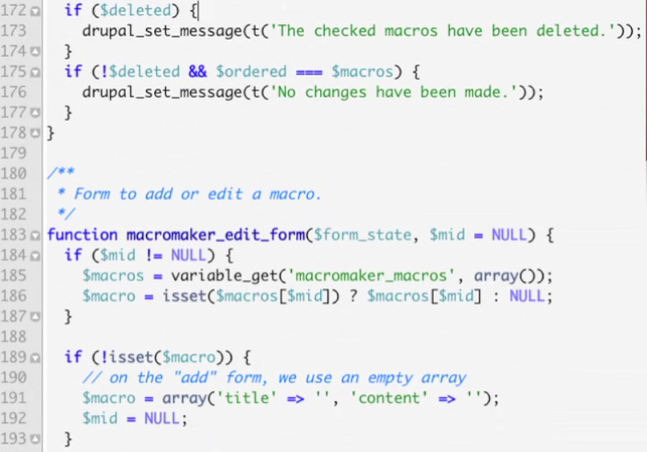 172 if ($deleted) {
173 drupal_set_message(t('The checked macros have been deleted.'));
174 }
175 if (!$deleted && $ordered === $macros) {
176 drupal_set_message(t('No changes have been made.'));
177 }
178 }
179
180 /**
181 * Form to add or edit a macro.
182 */
183 function macromaker_edit_form($form_state, $mid = NULL) {
184 if ($mid != NULL) {
185 $macros = variable_get('macromaker_macros', array());
186 $macro = isset($macros[$mid]) ? $macros[$mid] : NULL;
187 }
188
189 if (!isset($macro)) {
190 // on the "add" form, we use an empty array
191 $macro = array('title' => '', 'content' => '');
192 $mid = NULL;
193 }